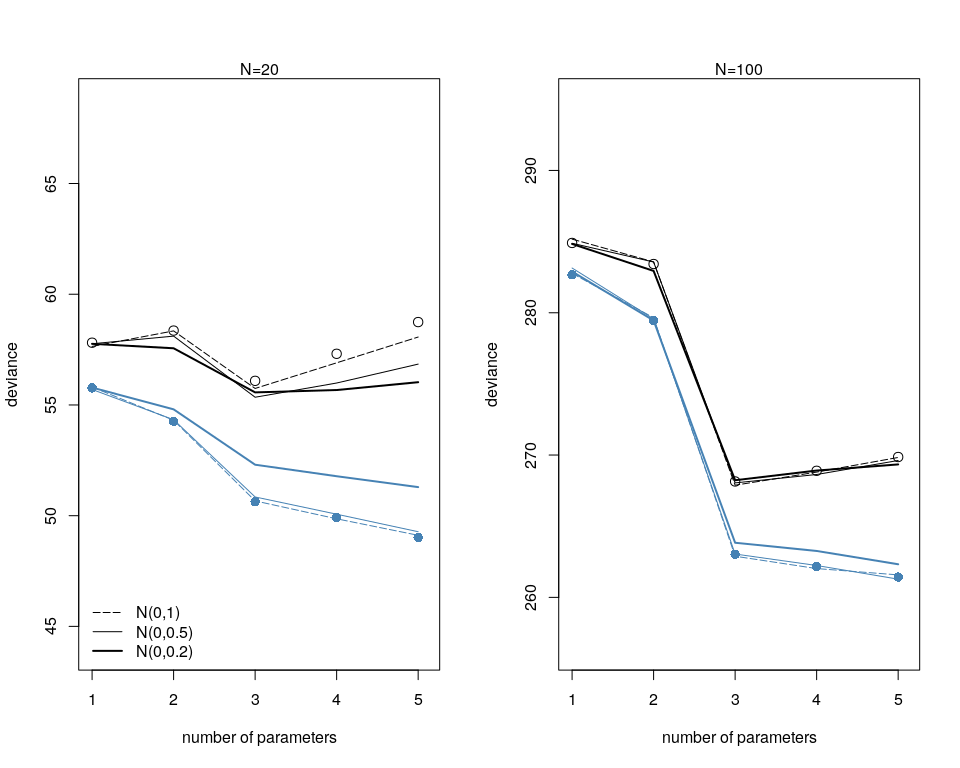 N=20
deviance
65
60
55
50
45
N(0,1)
N(0,0.5)
N(0,0.2)
1 2 3 4 5
number of parameters
N=100
deviance
290
280
270
260
1 2 3 4 5
number of parameters